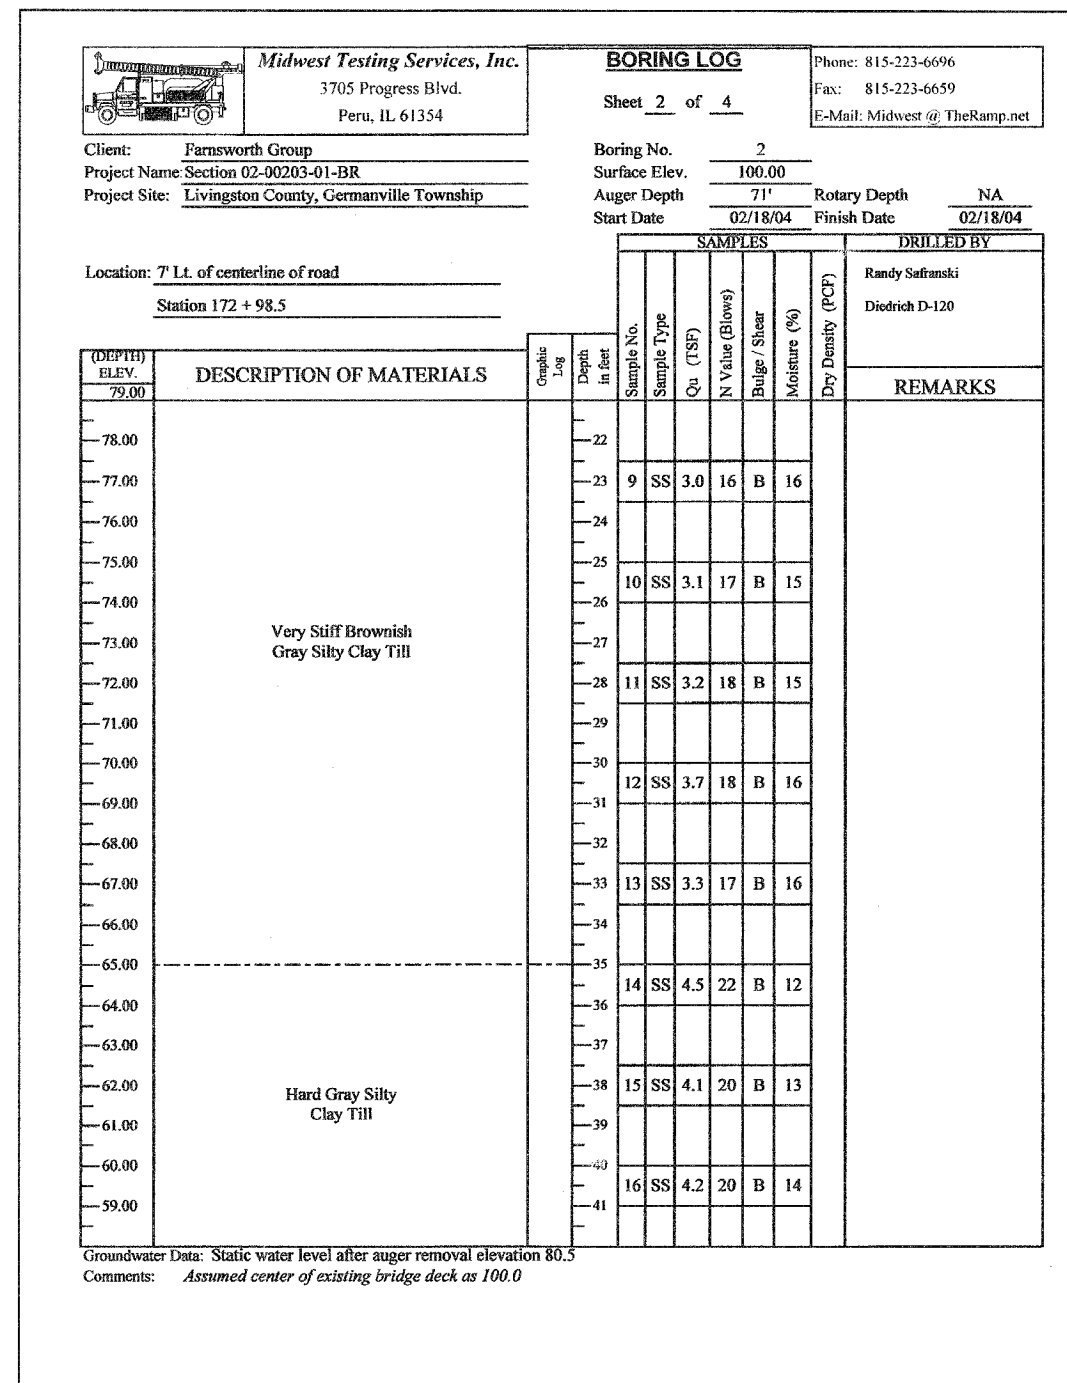 Midwest Testing Services, Inc.
3705 Progress Blvd.
Peru, IL 61354
BORING LOG
Sheet 2 of 4
Phone: 815-223-6696
Fax: 815-223-6659
E-Mail: Midwest @ TheRamp.net
Client: Farnsworth Group
Project Name: Section 02-00203-01-BR
Project Site: Livingston County, Germanville Township
Boring No. 2
Surface Elev. 100.00
Auger Depth 71' Rotary Depth NA
Start Date 02/18/04 Finish Date 02/18/04
Location: 7' Lt. of centerline of road
Station 172 + 98.5
SAMPLES
DRILLED BY
Randy Safranski
Diedrich D-120
REMARKS
(DEPTH)
ELEV.
79.00
DESCRIPTION OF MATERIALS
Graphic
Log
Depth
in feet
Sample No.
Sample Type
Qu (TSF)
N Value (Blows)
Bulge / Shear
Moisture (%)
Dry Density (PCF)
78.00 22
77.00 23 9 SS 3.0 16 B 16
76.00 24
75.00 25
10 SS 3.1 17 B 15
74.00 26
Very Stiff Brownish
73.00 27
Gray Silty Clay Till
72.00 28 11 SS 3.2 18 B 15
71.00 29
70.00 30
12 SS 3.7 18 B 16
69.00 31
68.00 32
67.00 33 13 SS 3.3 17 B 16
66.00 34
65.00 35
14 SS 4.5 22 B 12
64.00 36
63.00 37
62.00 38 15 SS 4.1 20 B 13
Hard Gray Silty
Clay Till
61.00 39
60.00 40
16 SS 4.2 20 B 14
59.00 41
Groundwater Data: Static water level after auger removal elevation 80.5
Comments: Assumed center of existing bridge deck as 100.0